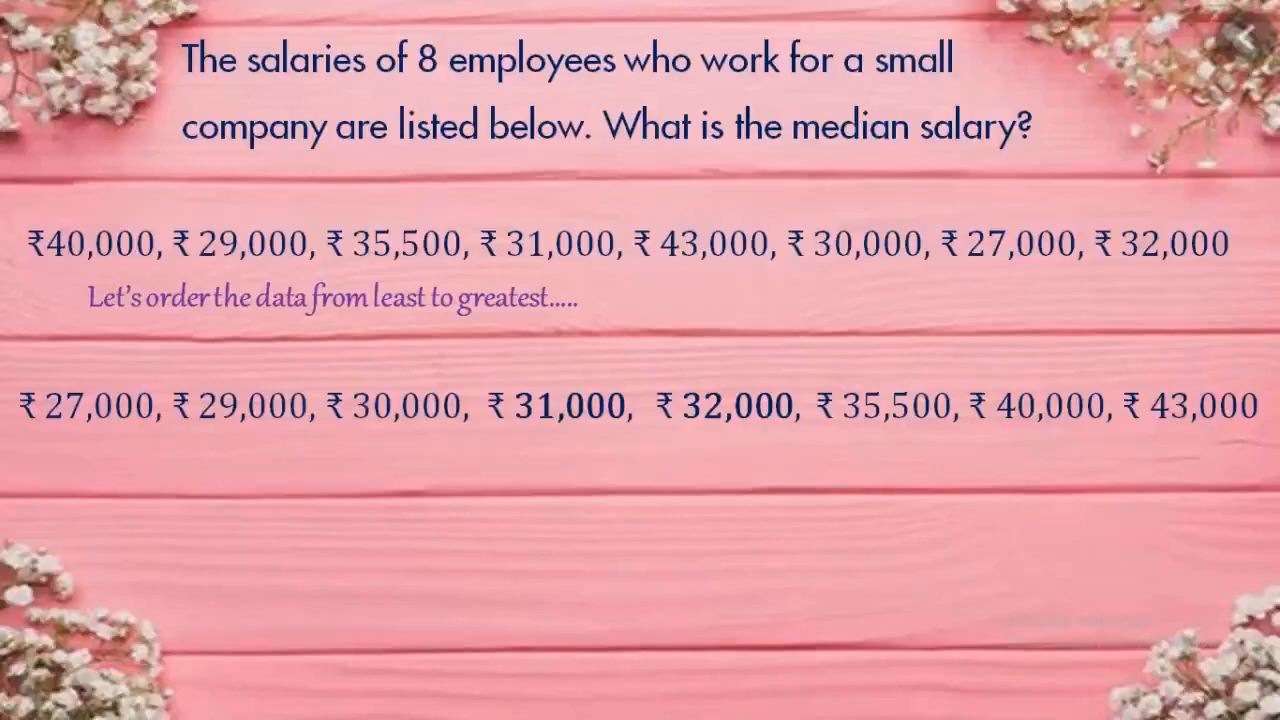 The salaries of 8 employees who work for a small
company are listed below. What is the median salary?
₹40,000, ₹ 29,000, ₹ 35,500, ₹ 31,000, ₹ 43,000, ₹ 30,000, ₹ 27,000, ₹ 32,000
Let's order the data from least to greatest.....
₹ 27,000, ₹ 29,000, ₹ 30,000, ₹ 31,000, ₹ 32,000, ₹ 35,500, ₹ 40,000, ₹ 43,000